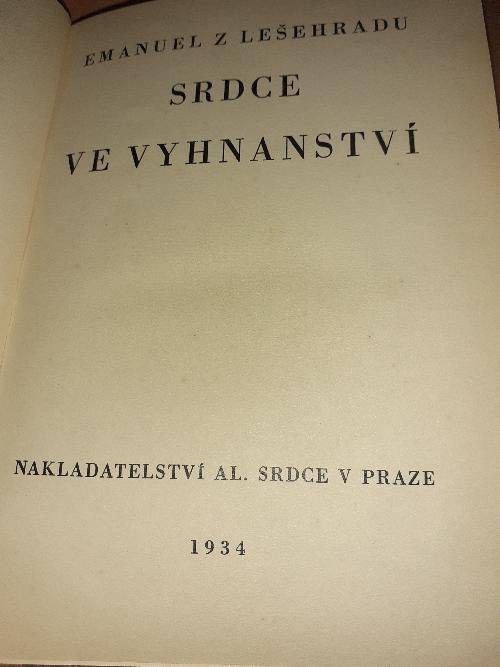 EMANUEL Z LEŠEHRADU
SRDCE
VE VYHNANSTVÍ
NAKLADATELSTVÍ AL. SRDCE V PRAZE
1934